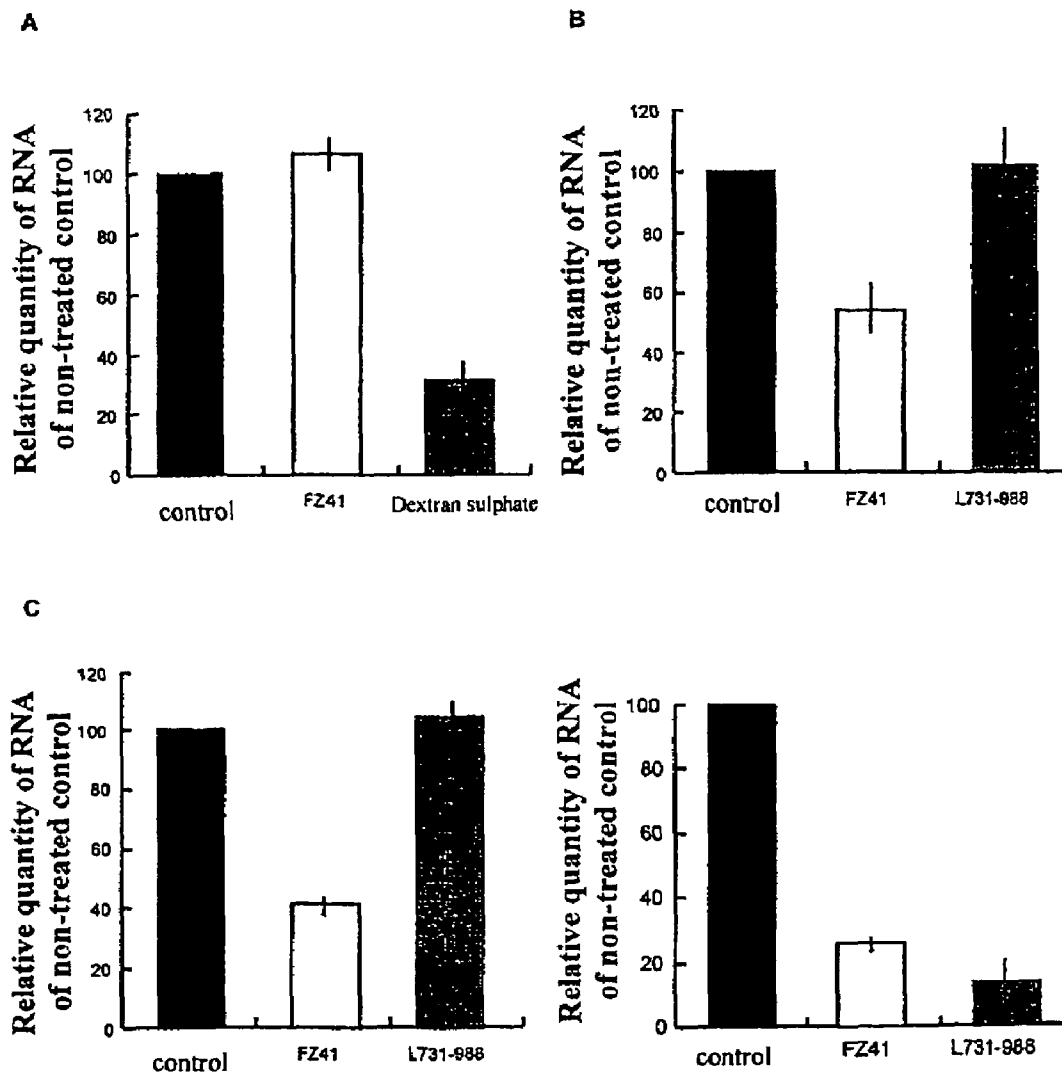 A
Relative quantity of RNA
of non-treated control
120
100
80
60
40
20
0
control
FZ41
Dextran sulphate
B
Relative quantity of RNA
of non-treated control
120
100
80
60
40
20
0
control
FZ41
L731-988
C
Relative quantity of RNA
of non-treated control
120
100
80
60
40
20
0
control
FZ41
L731-988
Relative quantity of RNA
of non-treated control
100
80
60
40
20
0
control
FZ41
L731-988